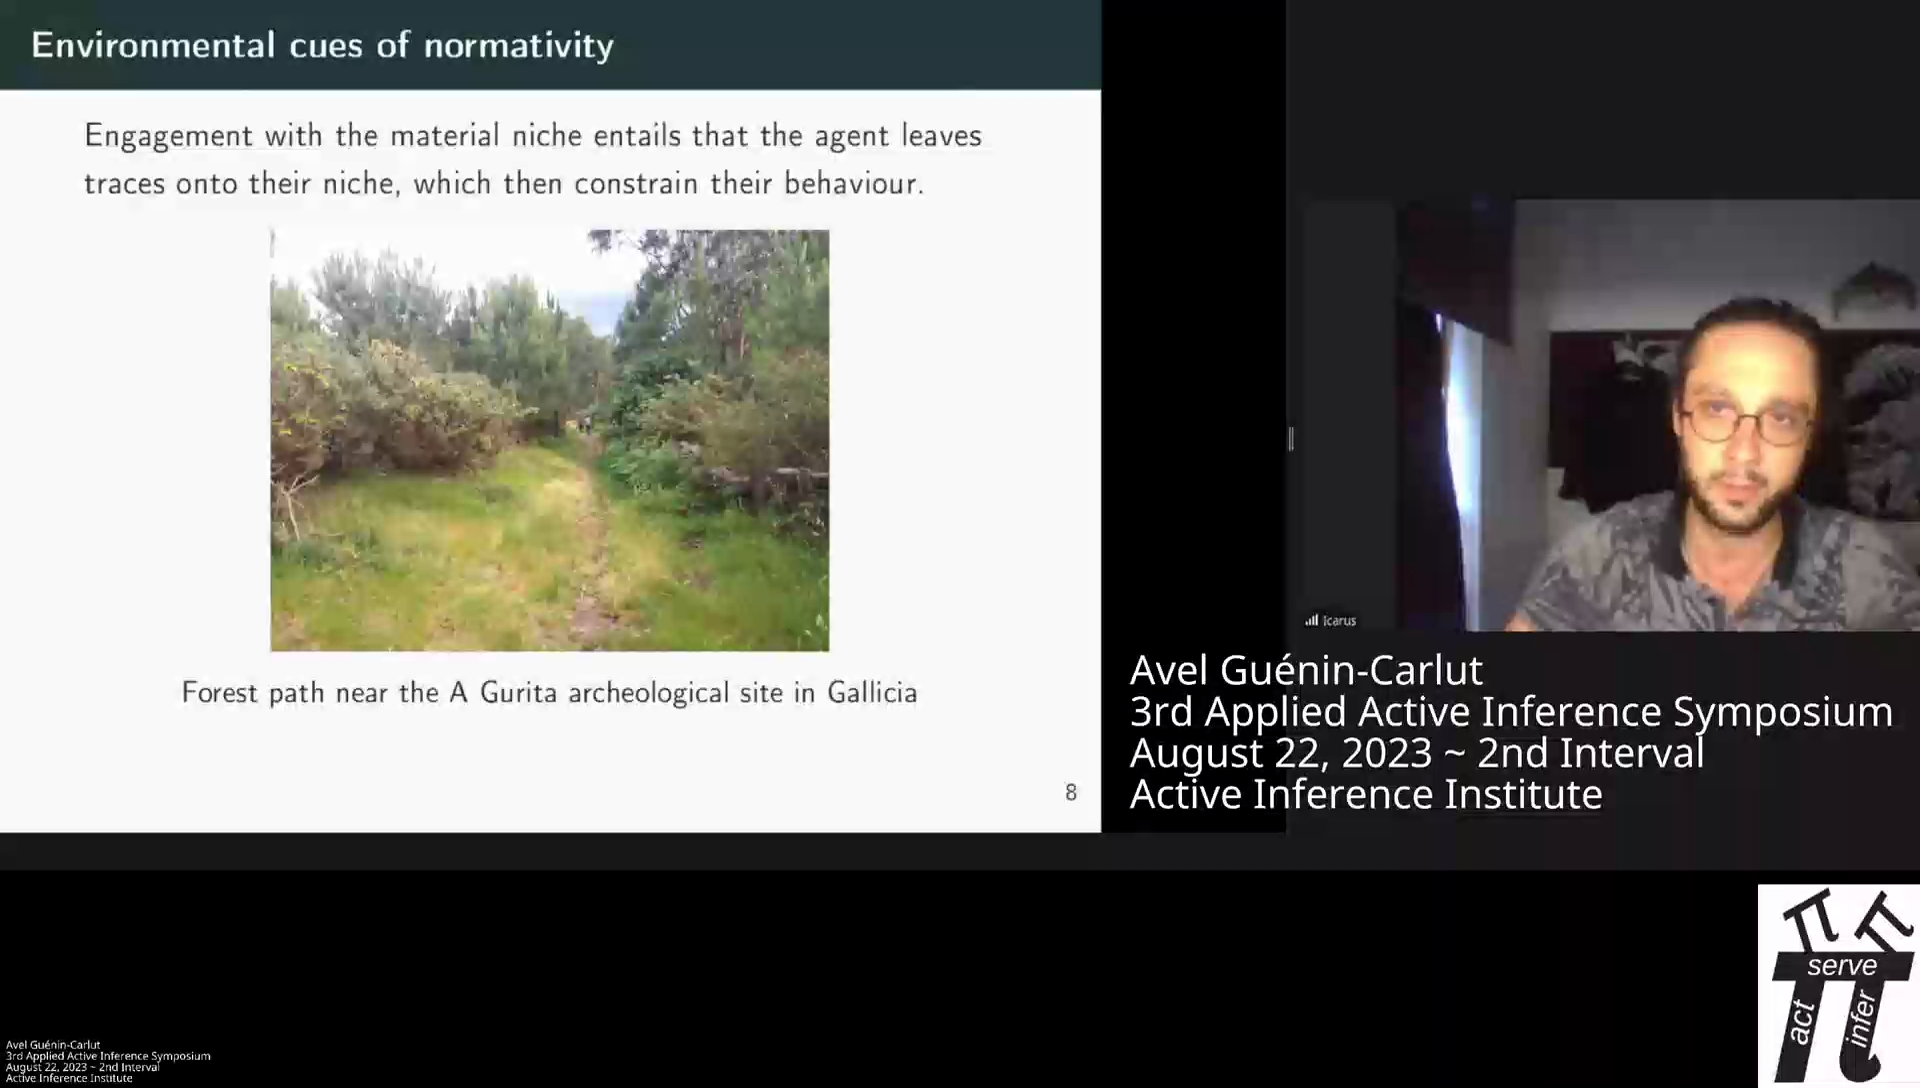 Environmental cues of normativity
Engagement with the material niche entails that the agent leaves
traces onto their niche, which then constrain their behaviour.
Forest path near the A Gurita archeological site in Gallicia
8
Icarus
Avel Guénin-Carlut
3rd Applied Active Inference Symposium
August 22, 2023 ~ 2nd Interval
Active Inference Institute
serve
act
infer
Avel Guénin-Carlut
3rd Applied Active Inference Symposium
August 22, 2023 ~ 2nd Interval
Active Inference Institute